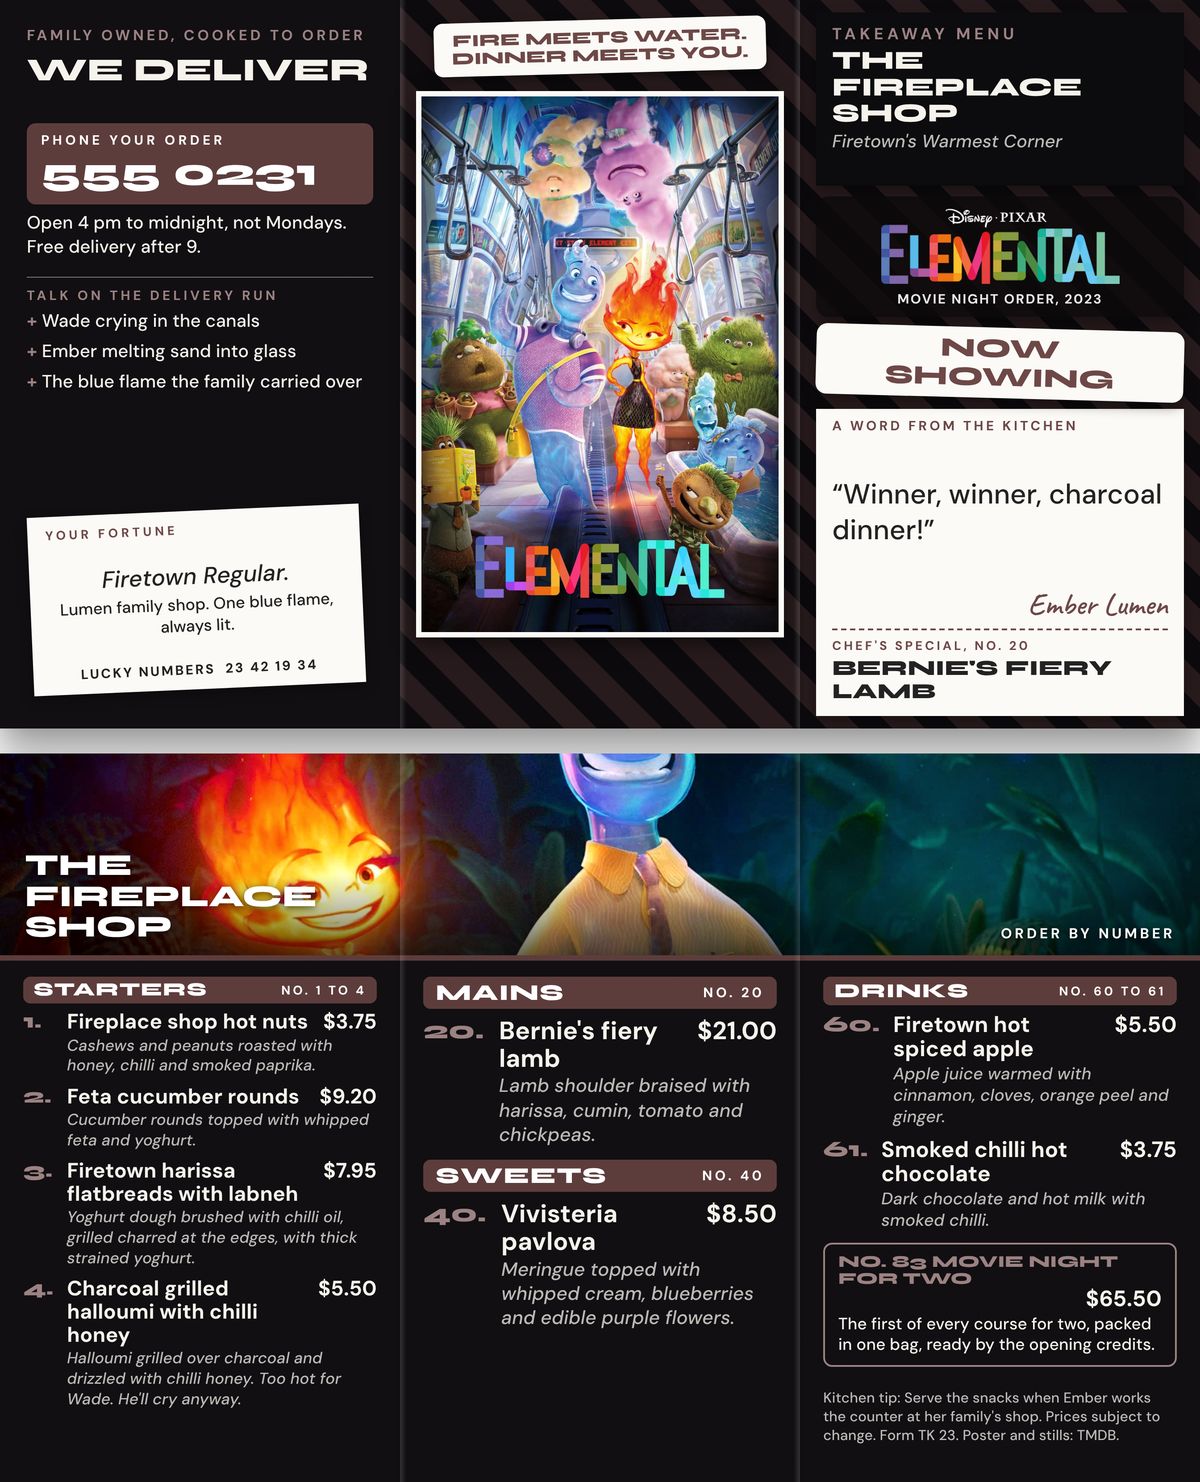 FAMILY OWNED, COOKED TO ORDER
WE DELIVER
PHONE YOUR ORDER
555 0231
Open 4 pm to midnight, not Mondays.
Free delivery after 9.
TALK ON THE DELIVERY RUN
+ Wade crying in the canals
+ Ember melting sand into glass
+ The blue flame the family carried over
YOUR FORTUNE
Firetown Regular.
Lumen family shop. One blue flame,
always lit.
LUCKY NUMBERS 23 42 19 34
FIRE MEETS WATER.
DINNER MEETS YOU.
ELEMENTAL
TAKEAWAY MENU
THE
FIREPLACE
SHOP
Firetown's Warmest Corner
Disney · PIXAR
ELEMENTAL
MOVIE NIGHT ORDER, 2023
NOW
SHOWING
A WORD FROM THE KITCHEN
“Winner, winner, charcoal
dinner!”
Ember Lumen
CHEF'S SPECIAL, NO. 20
BERNIE'S FIERY
LAMB
THE
FIREPLACE
SHOP
ORDER BY NUMBER
STARTERS NO. 1 TO 4
1. Fireplace shop hot nuts $3.75
Cashews and peanuts roasted with
honey, chilli and smoked paprika.
2. Feta cucumber rounds $9.20
Cucumber rounds topped with whipped
feta and yoghurt.
3. Firetown harissa $7.95
flatbreads with labneh
Yoghurt dough brushed with chilli oil,
grilled charred at the edges, with thick
strained yoghurt.
4. Charcoal grilled $5.50
halloumi with chilli
honey
Halloumi grilled over charcoal and
drizzled with chilli honey. Too hot for
Wade. He'll cry anyway.
MAINS NO. 20
20. Bernie's fiery $21.00
lamb
Lamb shoulder braised with
harissa, cumin, tomato and
chickpeas.
SWEETS NO. 40
40. Vivisteria $8.50
pavlova
Meringue topped with
whipped cream, blueberries
and edible purple flowers.
DRINKS NO. 60 TO 61
60. Firetown hot $5.50
spiced apple
Apple juice warmed with
cinnamon, cloves, orange peel and
ginger.
61. Smoked chilli hot $3.75
chocolate
Dark chocolate and hot milk with
smoked chilli.
NO. 83 MOVIE NIGHT
FOR TWO
$65.50
The first of every course for two, packed
in one bag, ready by the opening credits.
Kitchen tip: Serve the snacks when Ember works
the counter at her family's shop. Prices subject to
change. Form TK 23. Poster and stills: TMDB.